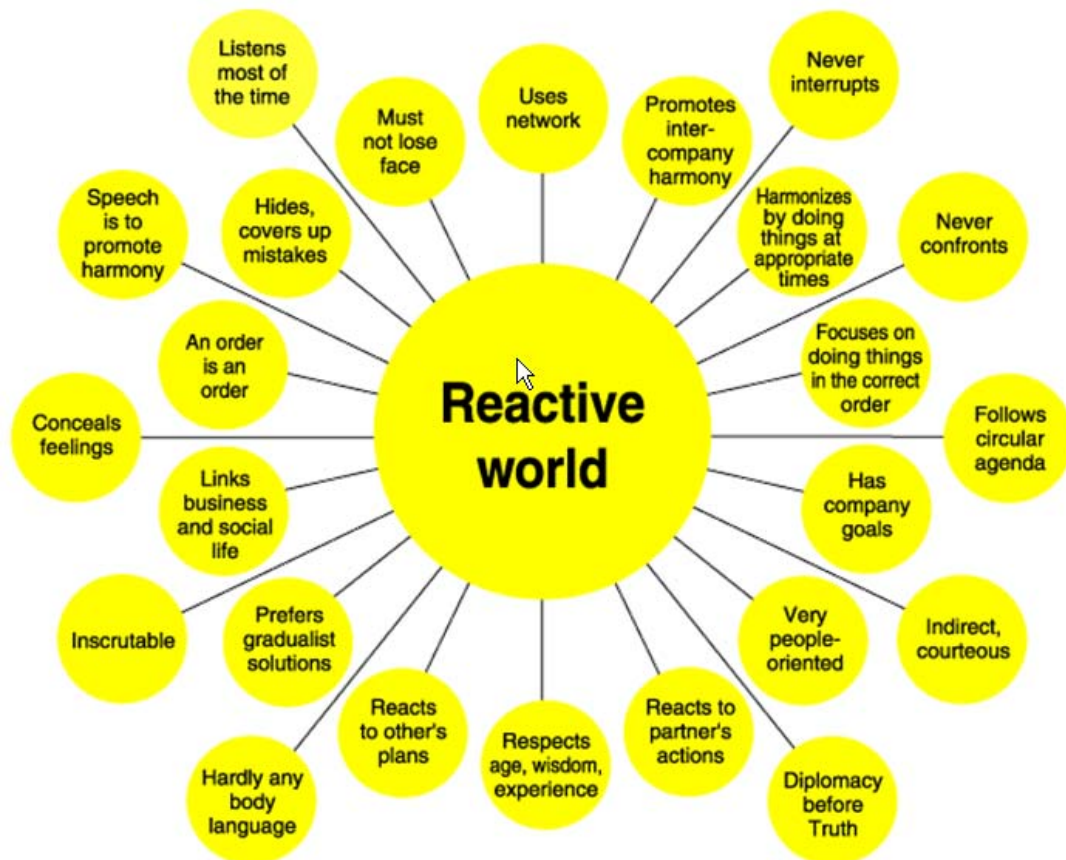 Listens
most of
the time
Must
not lose
face
Uses
network
Promotes
inter-
company
harmony
Never
interrupts
Speech
is to
promote
harmony
Hides,
covers up
mistakes
Harmonizes
by doing
things at
appropriate
times
Never
confronts
An order
is an
order
Focuses on
doing things
in the correct
order
Conceals
feelings
Reactive
world
Follows
circular
agenda
Links
business
and social
life
Has
company
goals
Inscrutable
Prefers
gradualist
solutions
Very
people-
oriented
Indirect,
courteous
Hardly any
body
language
Reacts
to other's
plans
Respects
age, wisdom,
experience
Reacts to
partner's
actions
Diplomacy
before
Truth